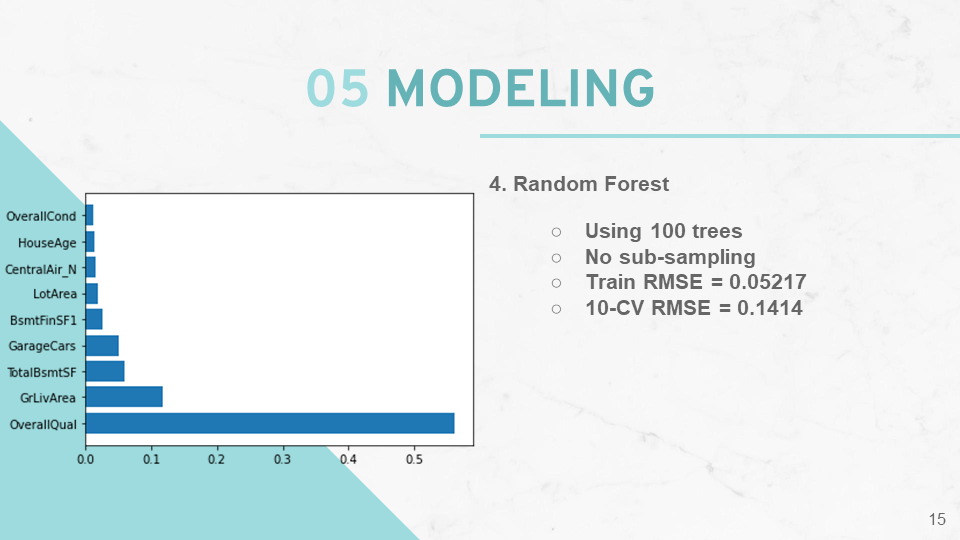 05 MODELING
4. Random Forest
○ Using 100 trees
○ No sub-sampling
○ Train RMSE = 0.05217
○ 10-CV RMSE = 0.1414
OverallCond
HouseAge
CentralAir_N
LotArea
BsmtFinSF1
GarageCars
TotalBsmtSF
GrLivArea
OverallQual
0.0 0.1 0.2 0.3 0.4 0.5
15